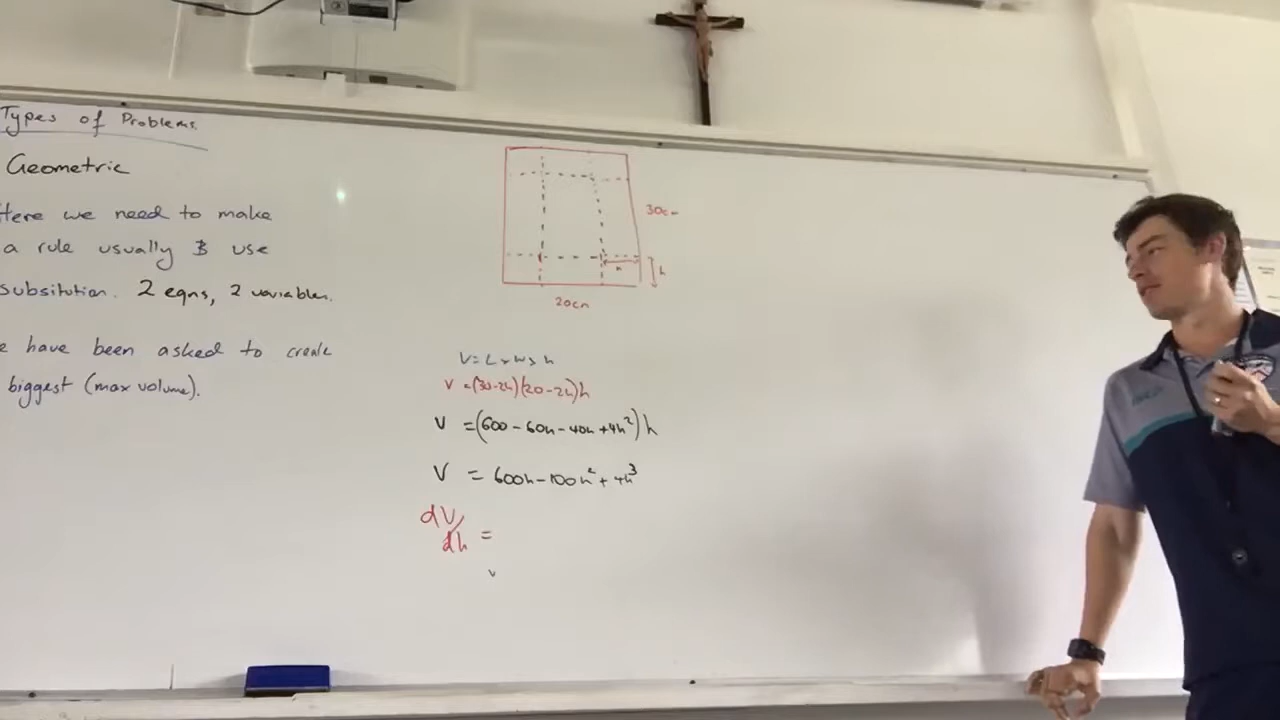 Types of Problems.
Geometric
Here we need to make
a rule usually & use
subsitution. 2 eqns, 2 variables.
have been asked to create
biggest (max volume).
30cm
h
h
20cm
V = L x W x h
V = (30-2h)(20-2h)h
V = (600 - 60h - 40h + 4h²)h
V = 600h - 100h² + 4h³
dV/dh =